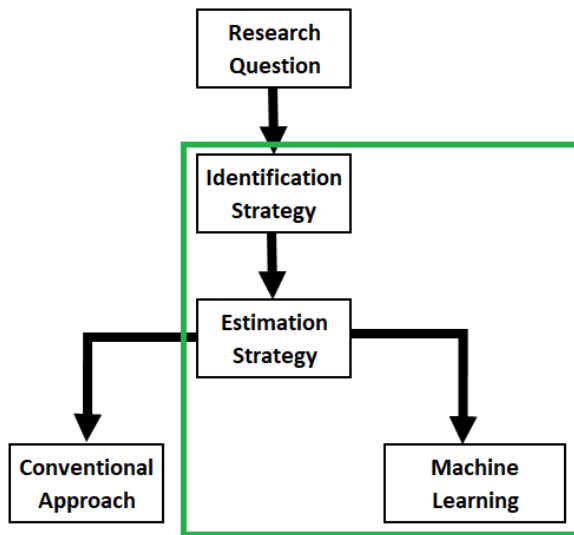 Research
Question
Identification
Strategy
Estimation
Strategy
Conventional
Approach
Machine
Learning